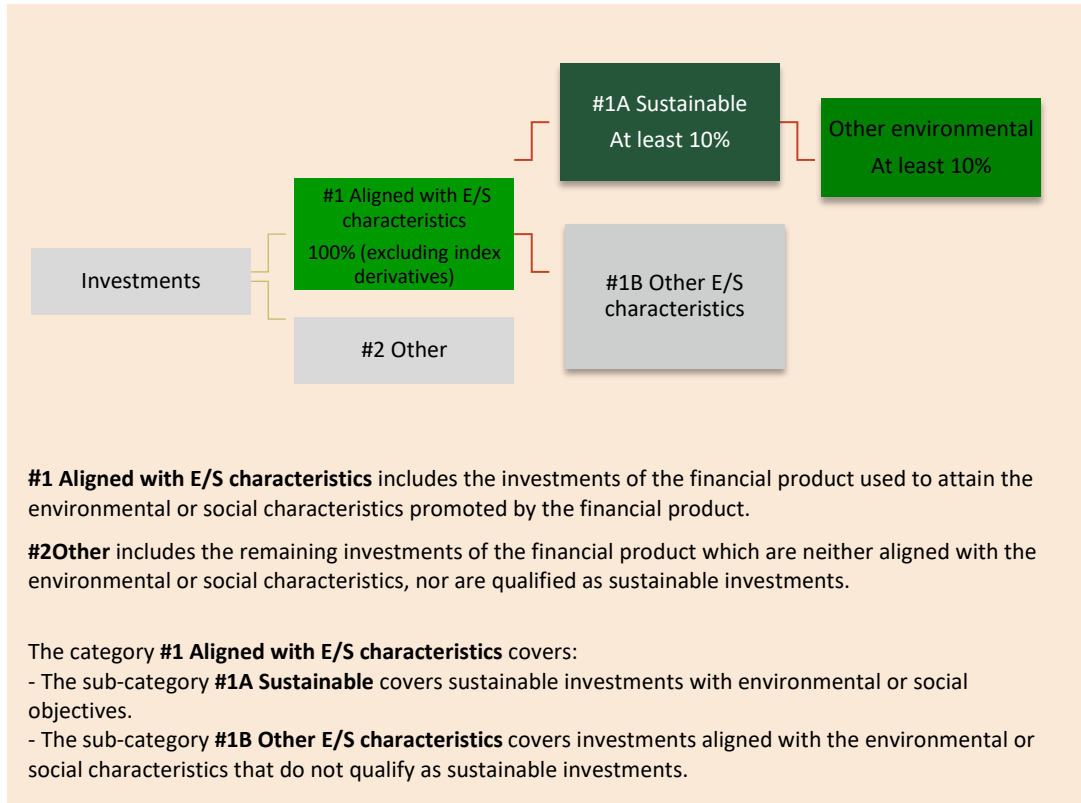 #1A Sustainable
At least 10%
Other environmental
At least 10%
#1 Aligned with E/S
characteristics
100% (excluding index
derivatives)
Investments
#1B Other E/S
characteristics
#2 Other
#1 Aligned with E/S characteristics includes the investments of the financial product used to attain the
environmental or social characteristics promoted by the financial product.
#2Other includes the remaining investments of the financial product which are neither aligned with the
environmental or social characteristics, nor are qualified as sustainable investments.
The category #1 Aligned with E/S characteristics covers:
- The sub-category #1A Sustainable covers sustainable investments with environmental or social
objectives.
- The sub-category #1B Other E/S characteristics covers investments aligned with the environmental or
social characteristics that do not qualify as sustainable investments.